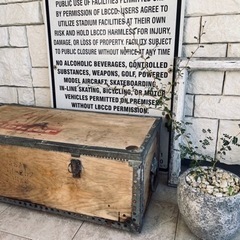 PUBLIC USE OF FACILITIES PERMITTED
BY PERMISSION OF LBCCD. USERS AGREE TO
UTILIZE STADIUM FACILITIES AT THEIR OWN
RISK AND HOLD LBCCD HARMLESS FOR INJURY,
DAMAGE, OR LOSS OF PROPERTY. FACILITY SUBJECT
TO PUBLIC CLOSURE WITHOUT NOTICE AT ANY TIME
NO ALCOHOLIC BEVERAGES, CONTROLLED
SUBSTANCES, WEAPONS, GOLF, POWERED
MODEL AIRCRAFT, SKATEBOARDING,
IN-LINE SKATING, BICYCLING, OR MOTOR
VEHICLES PERMITTED ON PREMISES
WITHOUT LBCCD PERMISSION.